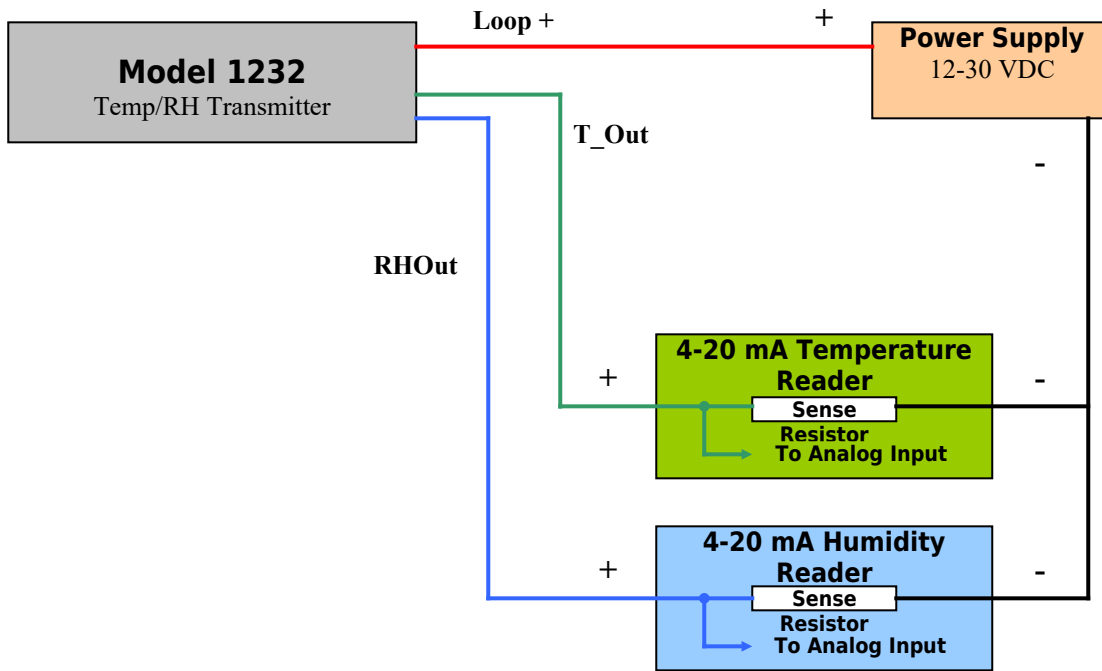 Loop +
+
Model 1232
Temp/RH Transmitter
Power Supply
12-30 VDC
T_Out
-
RHOut
4-20 mA Temperature
Reader
+
-
Sense
Resistor
To Analog Input
4-20 mA Humidity
Reader
+
-
Sense
Resistor
To Analog Input